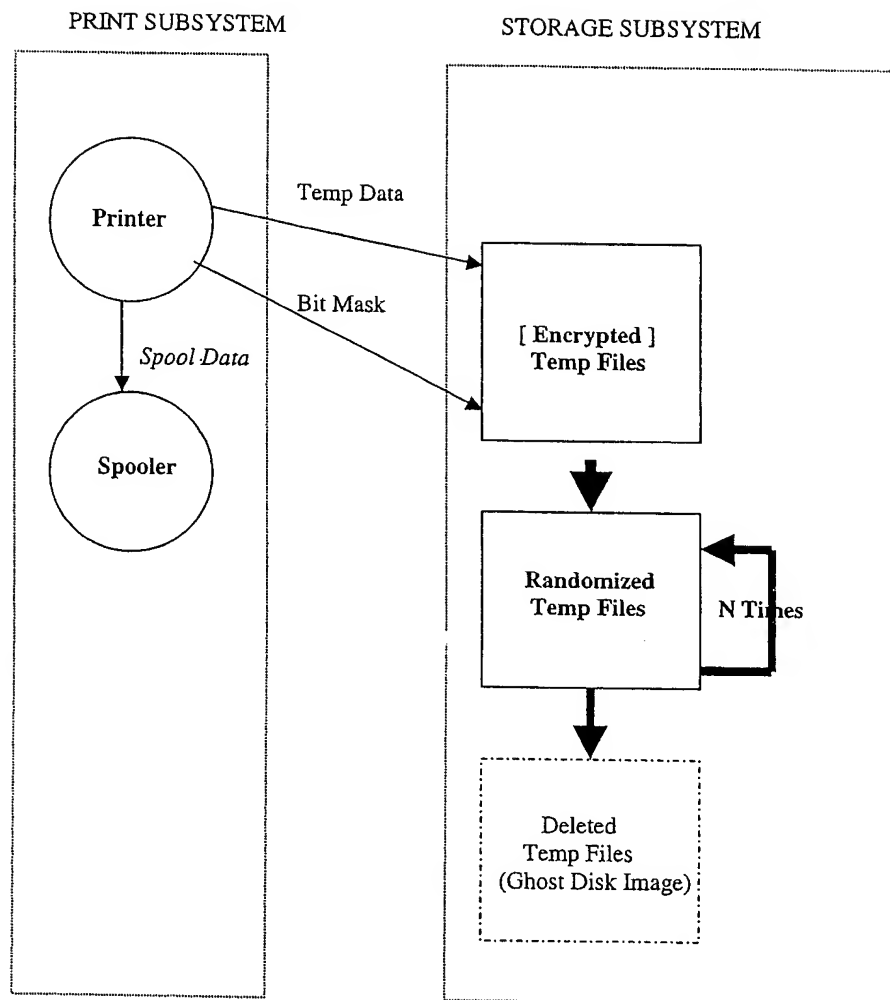 PRINT SUBSYSTEM
STORAGE SUBSYSTEM
Printer
Temp Data
Bit Mask
Spool Data
Spooler
[ Encrypted ]
Temp Files
Randomized
Temp Files
N Times
Deleted
Temp Files
(Ghost Disk Image)